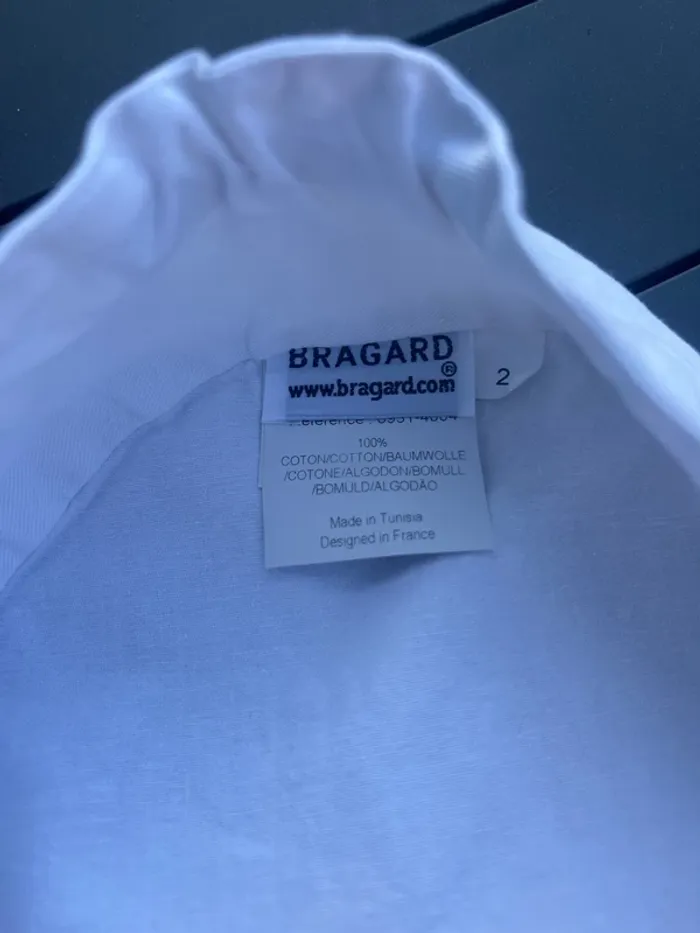 BRAGARD
®
www.bragard.com
2
100%
COTON/COTTON/BAUMWOLLE
/COTONE/ALGODON/BOMULL
/BOMULD/ALGODÃO
Made in Tunisia
Designed in France